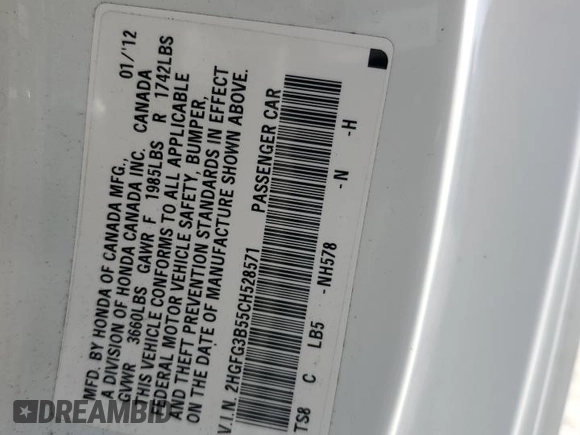 MFD. BY HONDA OF CANADA MFG., 01/'12
A DIVISION OF HONDA CANADA INC. CANADA
GVWR 3660LBS GAWR F 1985LBS R 1742LBS
THIS VEHICLE CONFORMS TO ALL APPLICABLE
FEDERAL MOTOR VEHICLE SAFETY, BUMPER,
AND THEFT PREVENTION STANDARDS IN EFFECT
ON THE DATE OF MANUFACTURE SHOWN ABOVE.
V.I.N. 2HGFG3B55CH528571 PASSENGER CAR
TS8 C LB5 -NH578 -N -H
DREAMBID